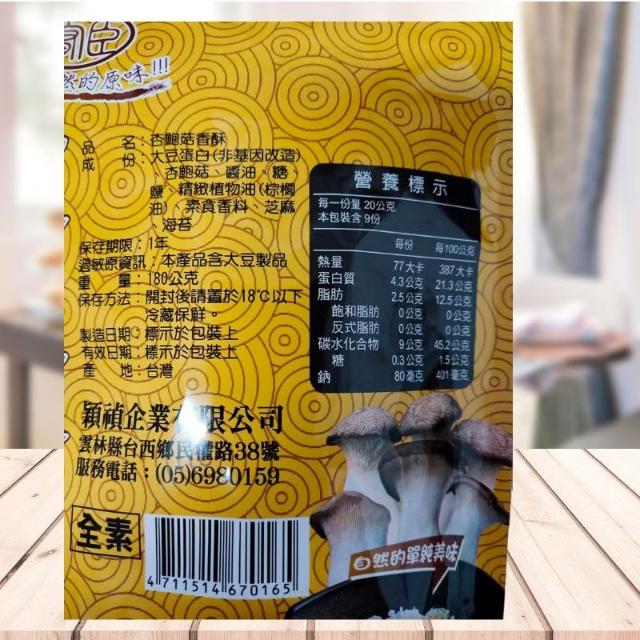 臣
然的原味!!!
品　　名：杏鮑菇香酥
成　　份：大豆蛋白(非基因改造)
、杏鮑菇、醬油、糖、
鹽、精緻植物油(棕櫚
油)、素食香料、芝麻
、海苔
保存期限：1年
過敏原資訊：本產品含大豆製品
重　　量：180公克
保存方法：開封後請置於18℃以下
冷藏保鮮。
製造日期：標示於包裝上
有效日期：標示於包裝上
產　　地：台灣
穎禎企業有限公司
雲林縣台西鄉民權路38號
服務電話：(05)6980159
全素
4 711514 670165
營養標示
每一份量 20公克
本包裝含 9份
每份 每100公克
熱量 77大卡 387大卡
蛋白質 4.3公克 21.3公克
脂肪 2.5公克 12.5公克
飽和脂肪 0公克 0公克
反式脂肪 0公克 0公克
碳水化合物 9公克 45.2公克
糖 0.3公克 1.5公克
鈉 80毫克 401毫克
自然的單純美味